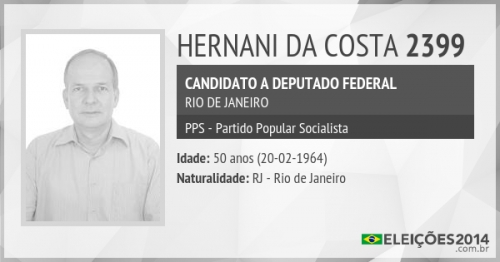 HERNANI DA COSTA 2399
CANDIDATO A DEPUTADO FEDERAL
RIO DE JANEIRO
PPS - Partido Popular Socialista
Idade: 50 anos (20-02-1964)
Naturalidade: RJ - Rio de Janeiro
ELEIÇÕES2014
.com.br